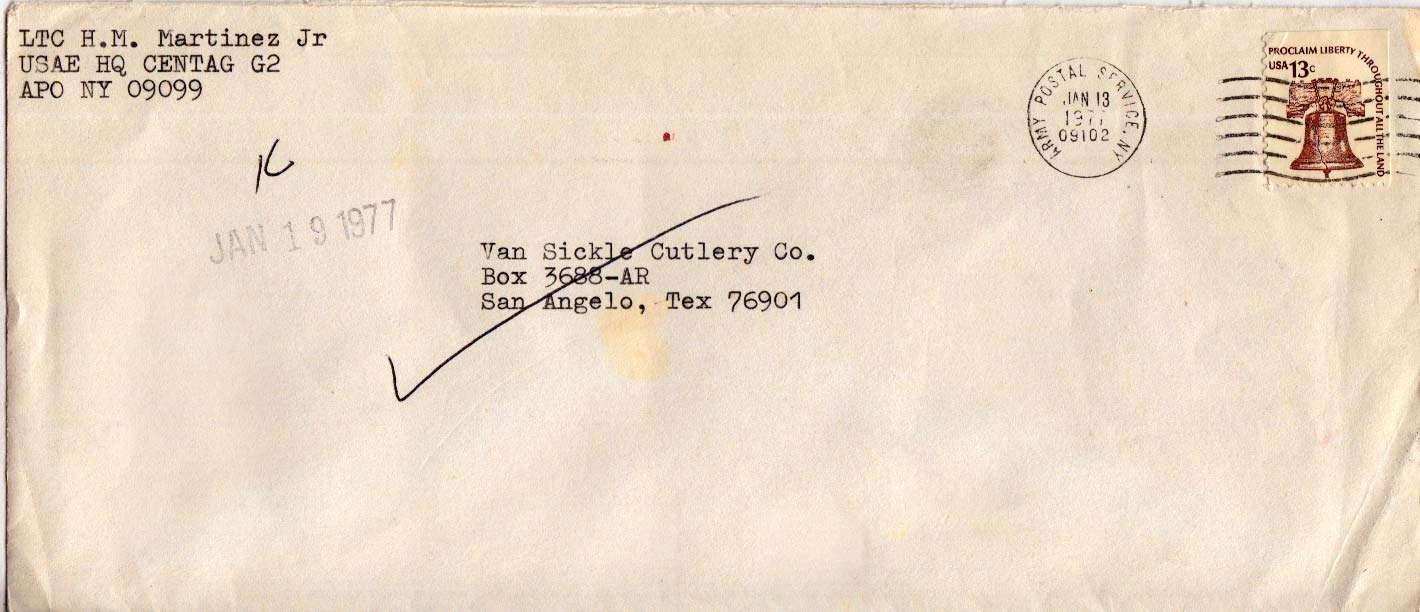 LTC H.M. Martinez Jr
USAE HQ CENTAG G2
APO NY 09099
ARMY POSTAL SERVICE, NY
JAN 13
1977
09102
PROCLAIM LIBERTY THROUGHOUT ALL THE LAND
USA 13c
JAN 19 1977
Van Sickle Cutlery Co.
Box 3688-AR
San Angelo, Tex 76901